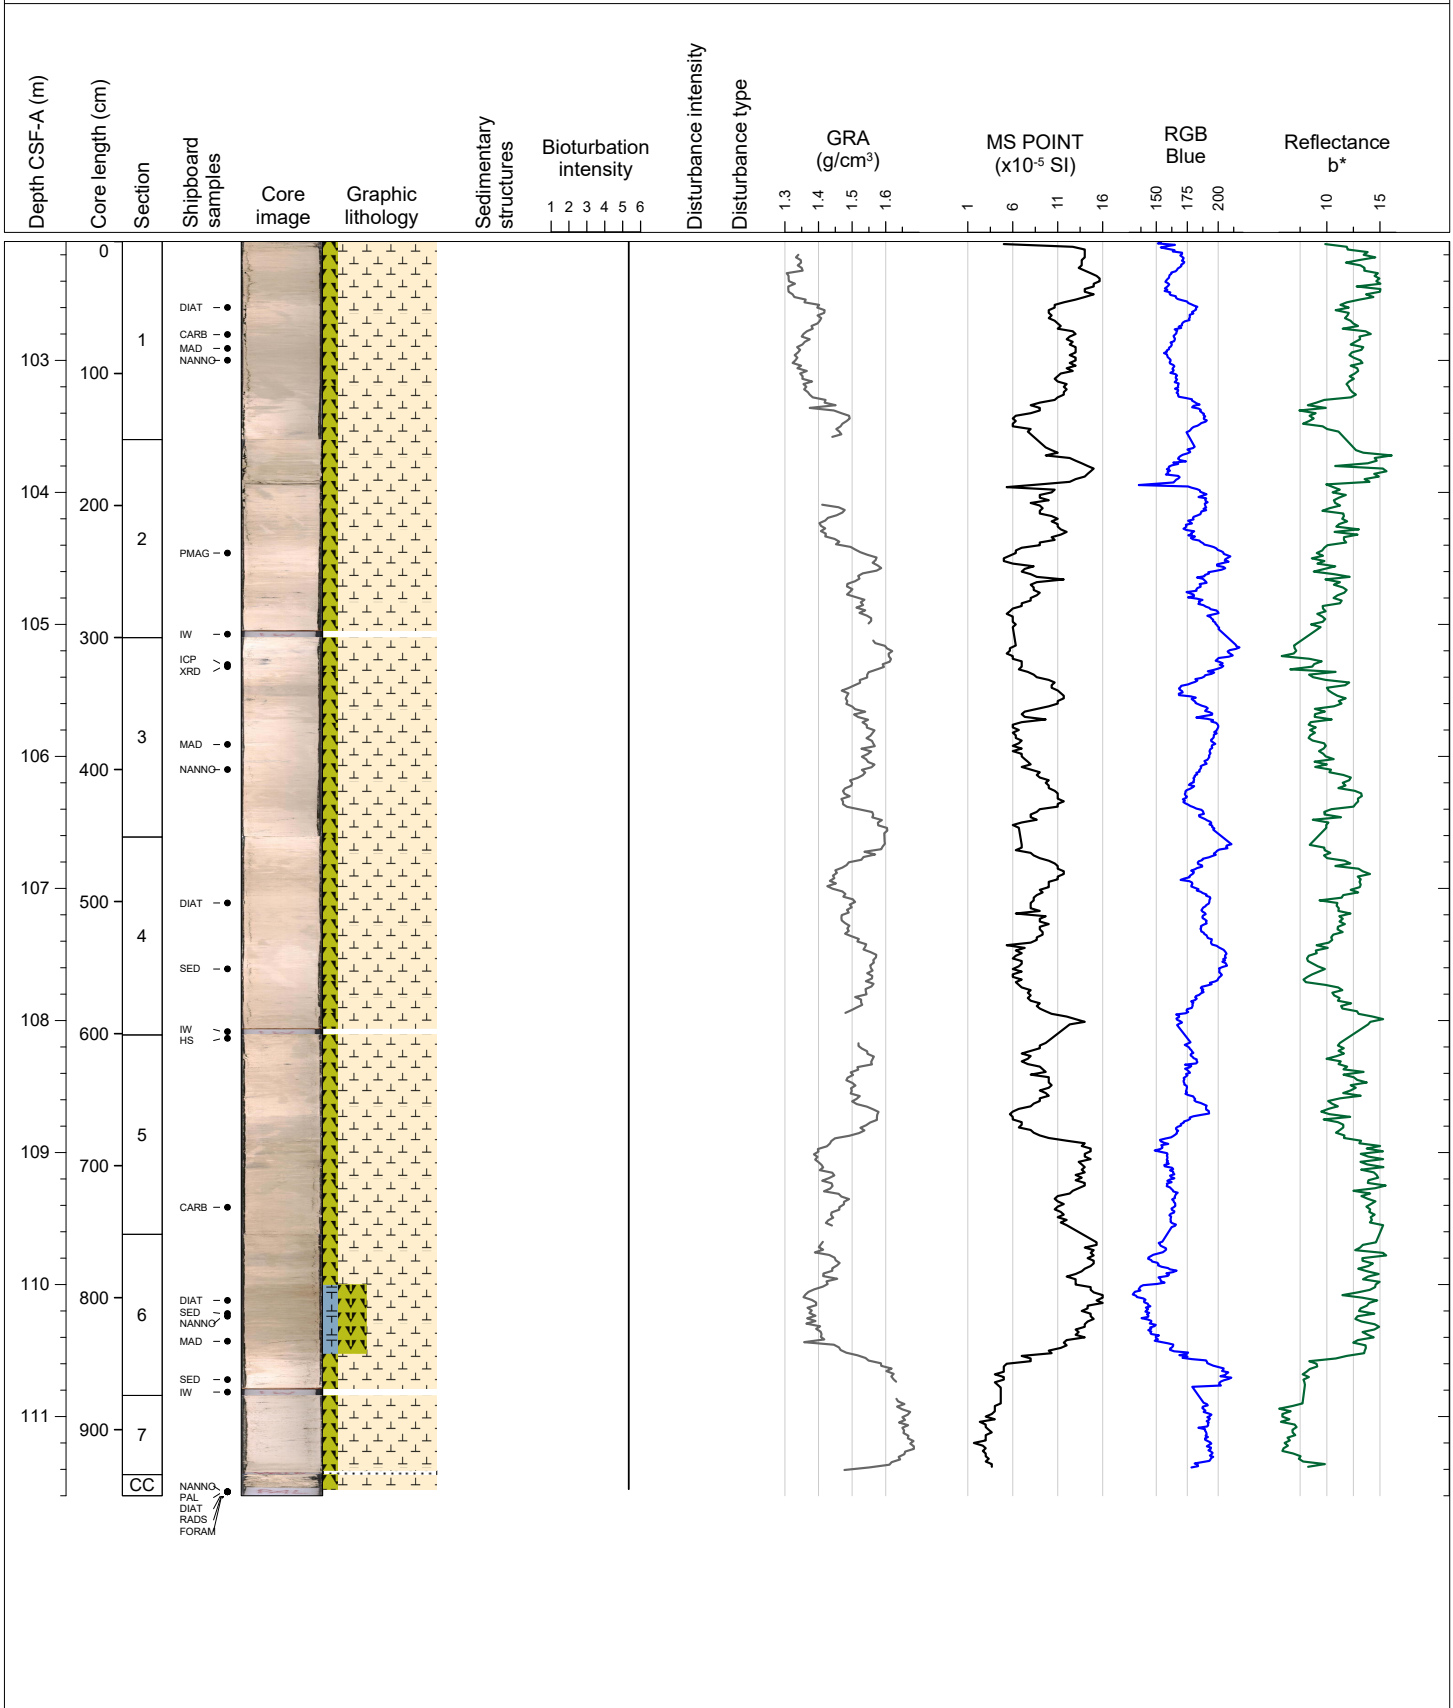 Depth CSF-A (m)
Core length (cm)
Section
Shipboard
samples
Core
image
Graphic
lithology
Sedimentary
structures
Bioturbation
intensity
1 2 3 4 5 6
Disturbance intensity
Disturbance type
GRA
(g/cm³)
1.3 1.4 1.5 1.6
MS POINT
(x10⁻⁵ SI)
1 6 11 16
RGB
Blue
150 175 200
Reflectance
b*
10 15
103
104
105
106
107
108
109
110
111
0
100
200
300
400
500
600
700
800
900
1
2
3
4
5
6
7
CC
DIAT
CARB
MAD
NANNO
PMAG
IW
ICP
XRD
MAD
NANNO
DIAT
SED
IW
HS
CARB
DIAT
SED
NANNO
MAD
SED
IW
NANNO
PAL
DIAT
RADS
FORAM